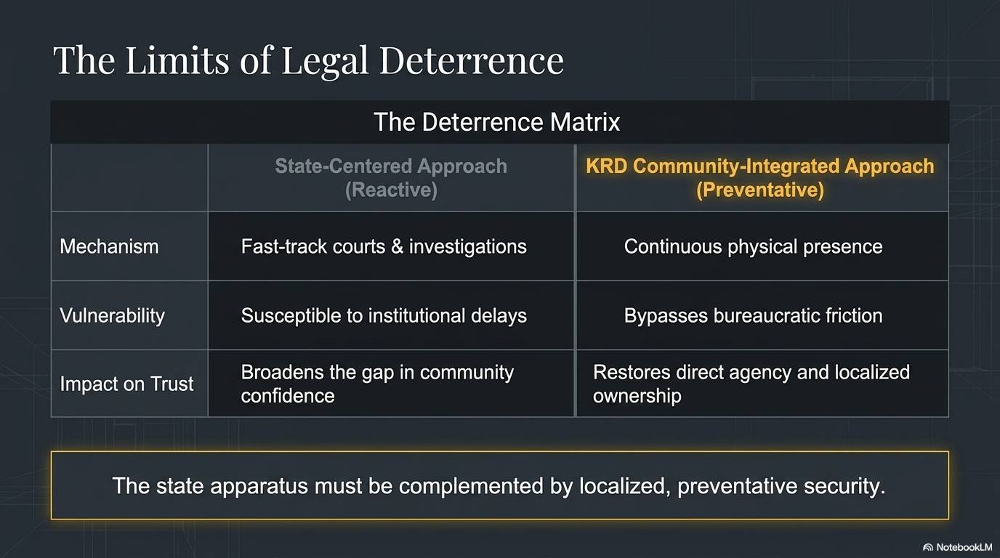 The Limits of Legal Deterrence
The Deterrence Matrix
State-Centered Approach
(Reactive)
KRD Community-Integrated Approach
(Preventative)
Mechanism
Fast-track courts & investigations
Continuous physical presence
Vulnerability
Susceptible to institutional delays
Bypasses bureaucratic friction
Impact on Trust
Broadens the gap in community
confidence
Restores direct agency and localized
ownership
The state apparatus must be complemented by localized, preventative security.
NotebookLM